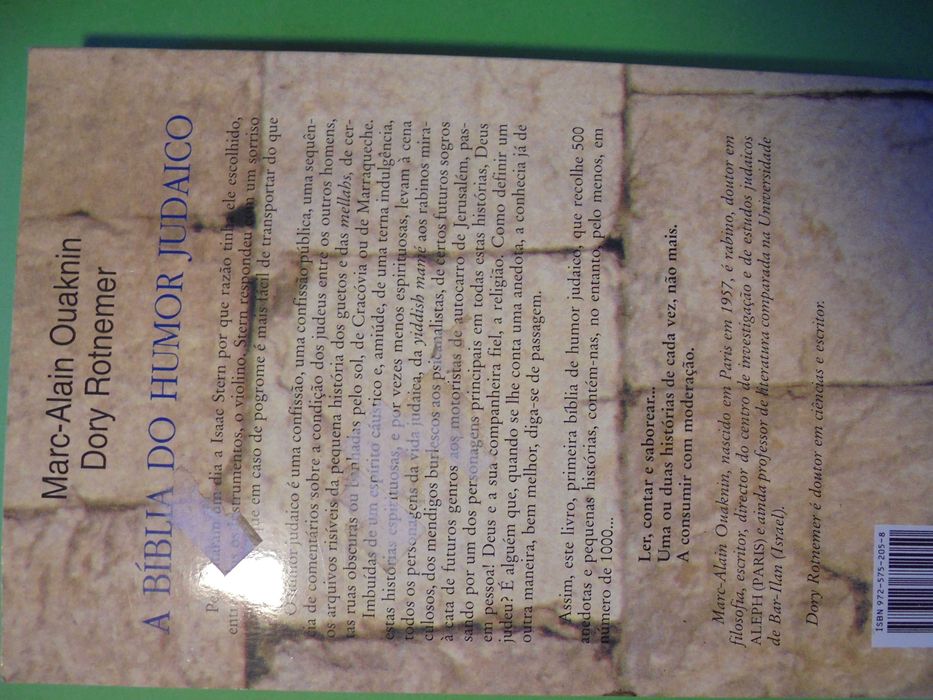 Marc-Alain Ouaknin
Dory Rotnemer
A BÍBLIA DO HUMOR JUDAICO
dia a Isaac Stern por que razão tinha ele escolhido,
os instrumentos, o violino. Stern respondeu com um sorriso
que em caso de pogrome é mais fácil de transportar do que
humor judaico é uma confissão, uma confissão pública, uma sequên-
cia de comentários sobre a condição dos judeus entre os outros homens,
os arquivos risíveis da pequena história dos guetos e das mellahs, de cer-
tas ruas obscuras ou banhadas pelo sol, de Cracóvia ou de Marraqueche.
Imbuídas de um espírito cáustico e, amiúde, de uma terna indulgência,
estas histórias espirituosas, e por vezes menos espirituosas, levam à cena
todos os personagens da vida judaica, da yiddish mamé aos rabinos mira-
culosos, dos mendigos burlescos aos psicanalistas, de certos futuros sogros
à cata de futuros genros aos motoristas de autocarro de Jerusalém, pas-
sando por um dos personagens principais em todas estas histórias, Deus
em pessoa! Deus e a sua companheira fiel, a religião. Como definir um
judeu? É alguém que, quando se lhe conta uma anedota, a conhecia já de
outra maneira, bem melhor, diga-se de passagem.
Assim, este livro, primeira bíblia de humor judaico, que recolhe 500
anedotas e pequenas histórias, contém-nas, no entanto, pelo menos, em
número de 1000...
Ler, contar e saborear...
Uma ou duas histórias de cada vez, não mais.
A consumir com moderação.
Marc-Alain Ouaknin, nascido em Paris em 1957, é rabino, doutor em
filosofia, escritor, director do centro de investigação e de estudos judaicos
ALEPH (PARIS) e ainda professor de literatura comparada na Universidade
de Bar-Ilan (Israel).
Dory Rotnemer é doutor em ciências e escritor.
ISBN 972-575-205-8